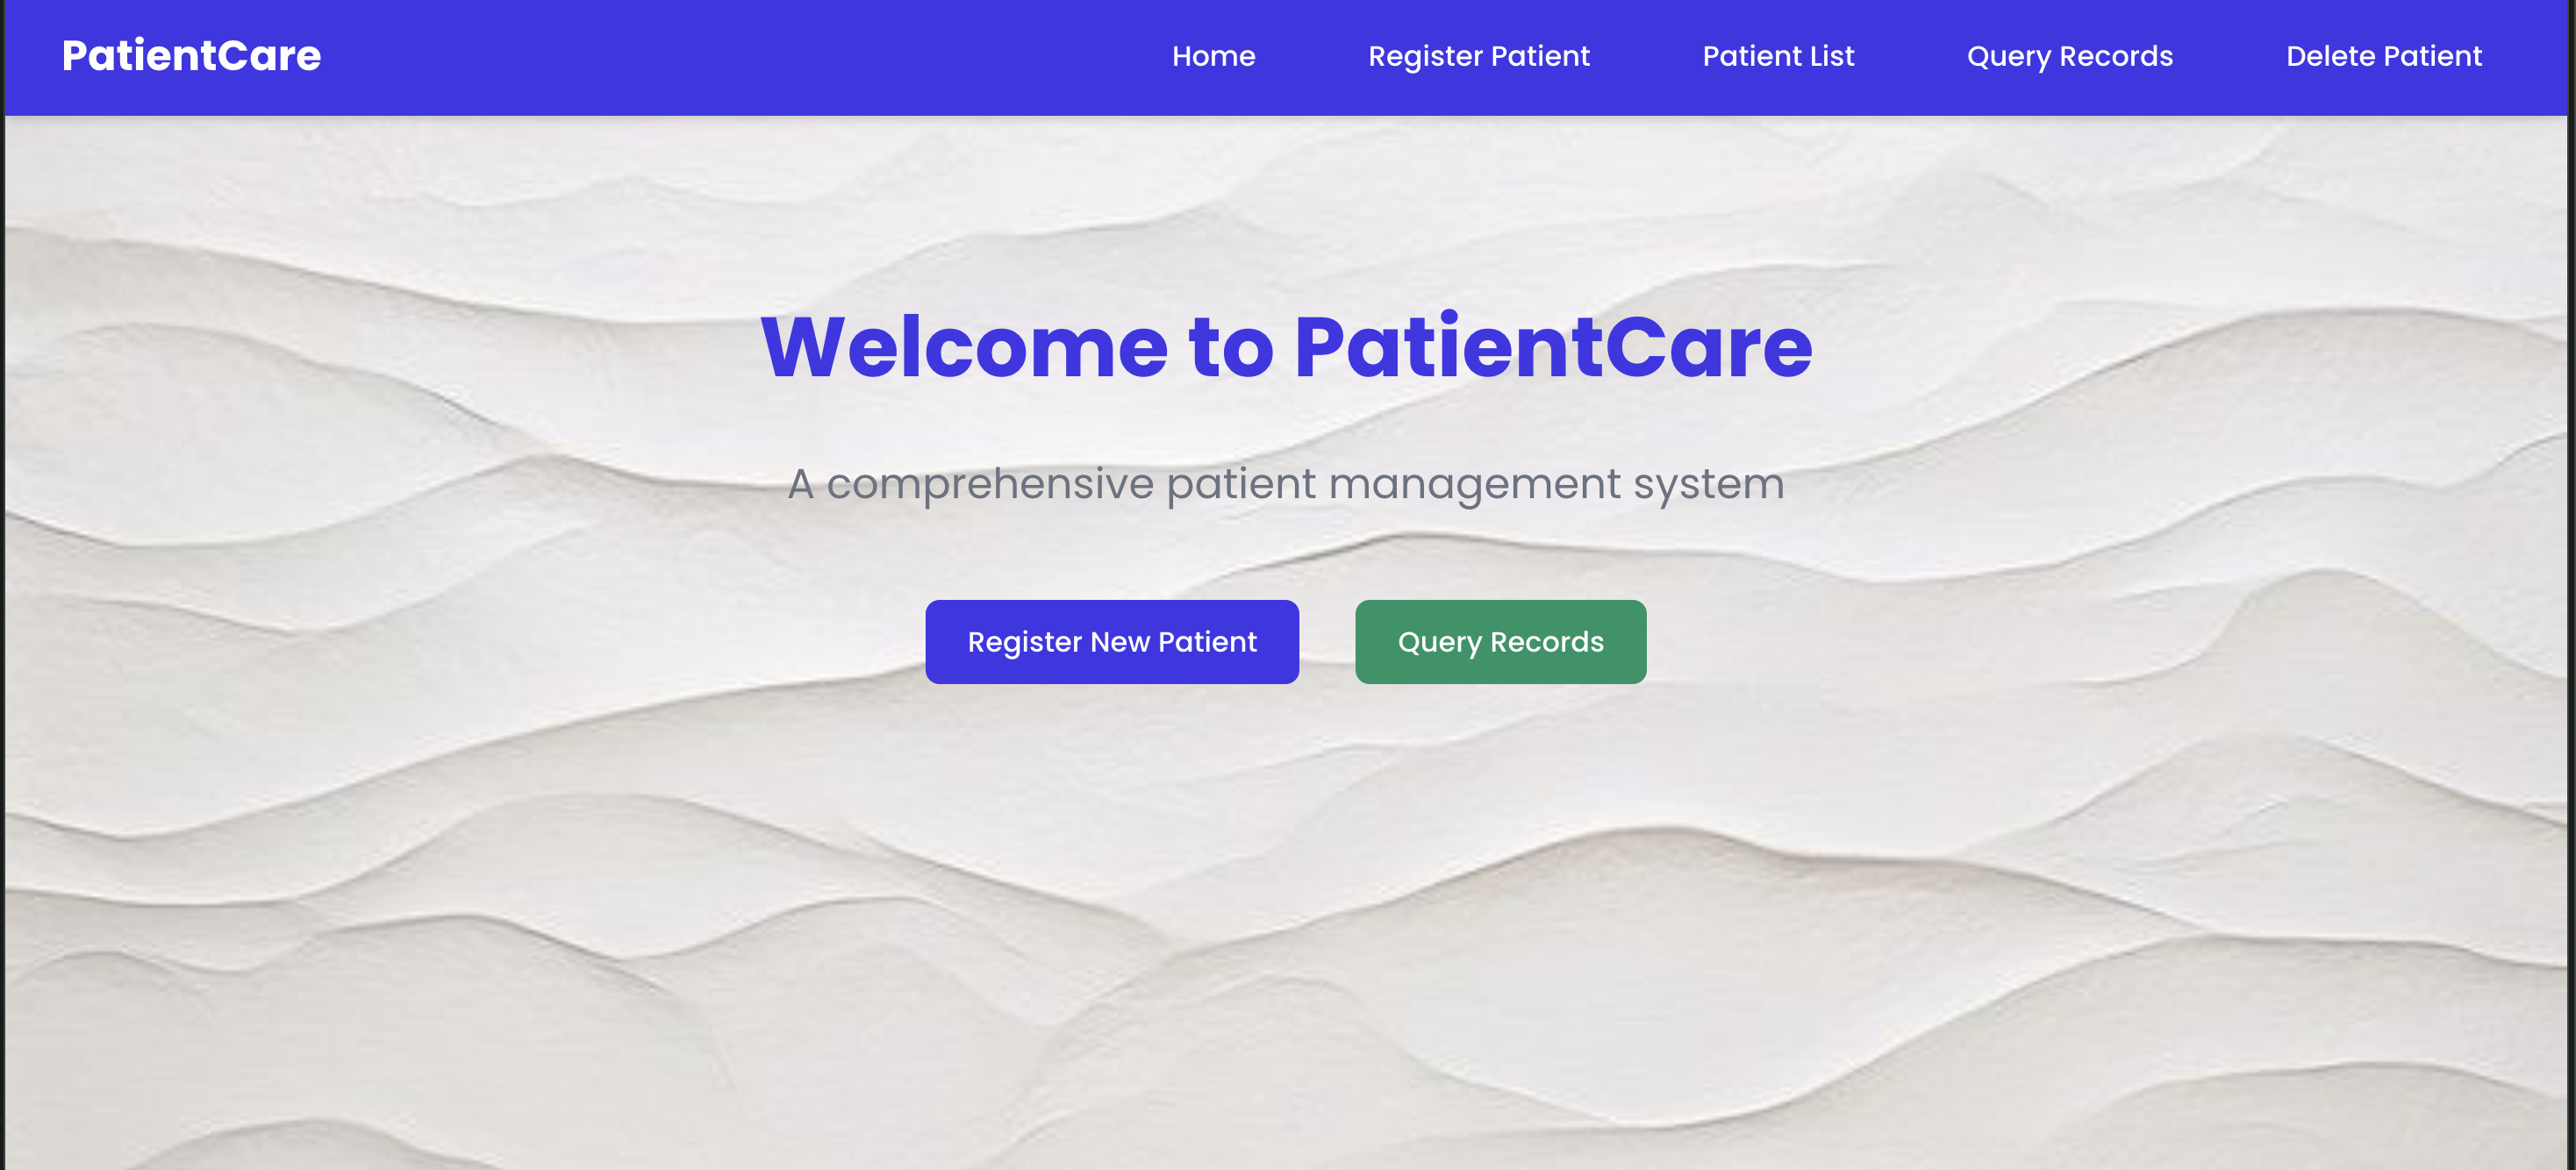 PatientCare
Home Register Patient Patient List Query Records Delete Patient
Welcome to PatientCare
A comprehensive patient management system
Register New Patient Query Records